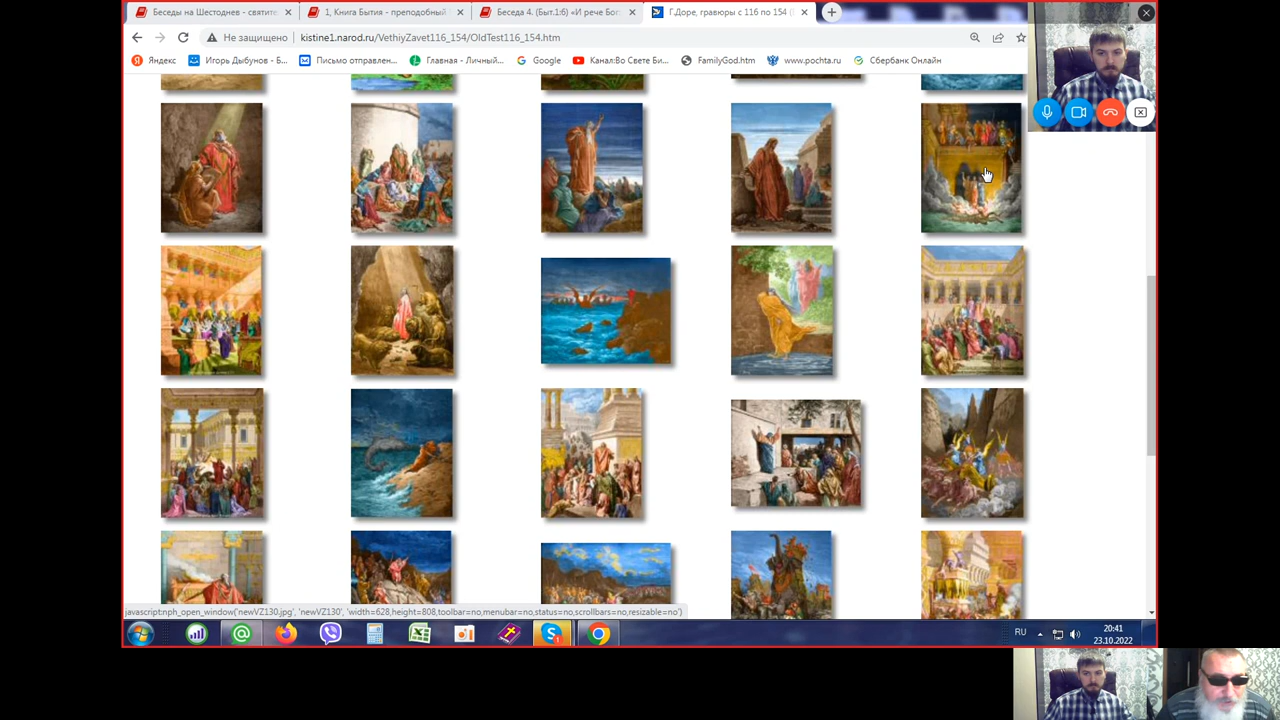 Беседы на Шестоднев - святите
1, Книга Бытия - преподобный
Беседа 4. (Быт.1:6) «И рече Бог
Г.Доре, гравюры с 116 по 154 (
Не защищено
kistine1.narod.ru/VethiyZavet116_154/OldTest116_154.htm
Яндекс
Игорь Дыбунов - Б...
Письмо отправлен...
Главная - Личный...
Google
Канал:Во Свете Би...
FamilyGod.htm
www.pochta.ru
Сбербанк Онлайн
javascript:nph_open_window('newVZ130.jpg', 'newVZ130', 'width=628,height=808,toolbar=no,menubar=no,status=no,scrollbars=no,resizable=no')
RU
20:41
23.10.2022